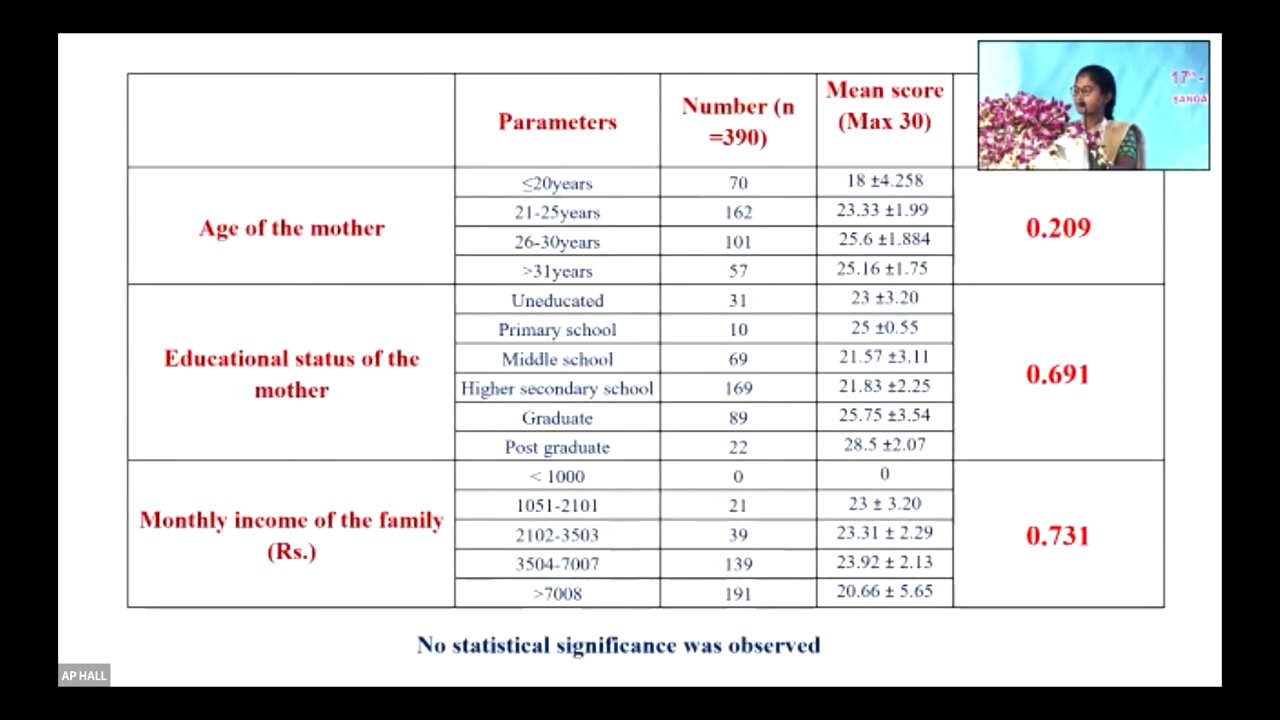 Parameters
Number (n
=390)
Mean score
(Max 30)
17th-
SANGA
Age of the mother
≤20years 70 18 ±4.258
21-25years 162 23.33 ±1.99
26-30years 101 25.6 ±1.884
>31years 57 25.16 ±1.75
0.209
Educational status of the
mother
Uneducated 31 23 ±3.20
Primary school 10 25 ±0.55
Middle school 69 21.57 ±3.11
Higher secondary school 169 21.83 ±2.25
Graduate 89 25.75 ±3.54
Post graduate 22 28.5 ±2.07
0.691
Monthly income of the family
(Rs.)
< 1000 0 0
1051-2101 21 23 ± 3.20
2102-3503 39 23.31 ± 2.29
3504-7007 139 23.92 ± 2.13
>7008 191 20.66 ± 5.65
0.731
No statistical significance was observed
AP HALL